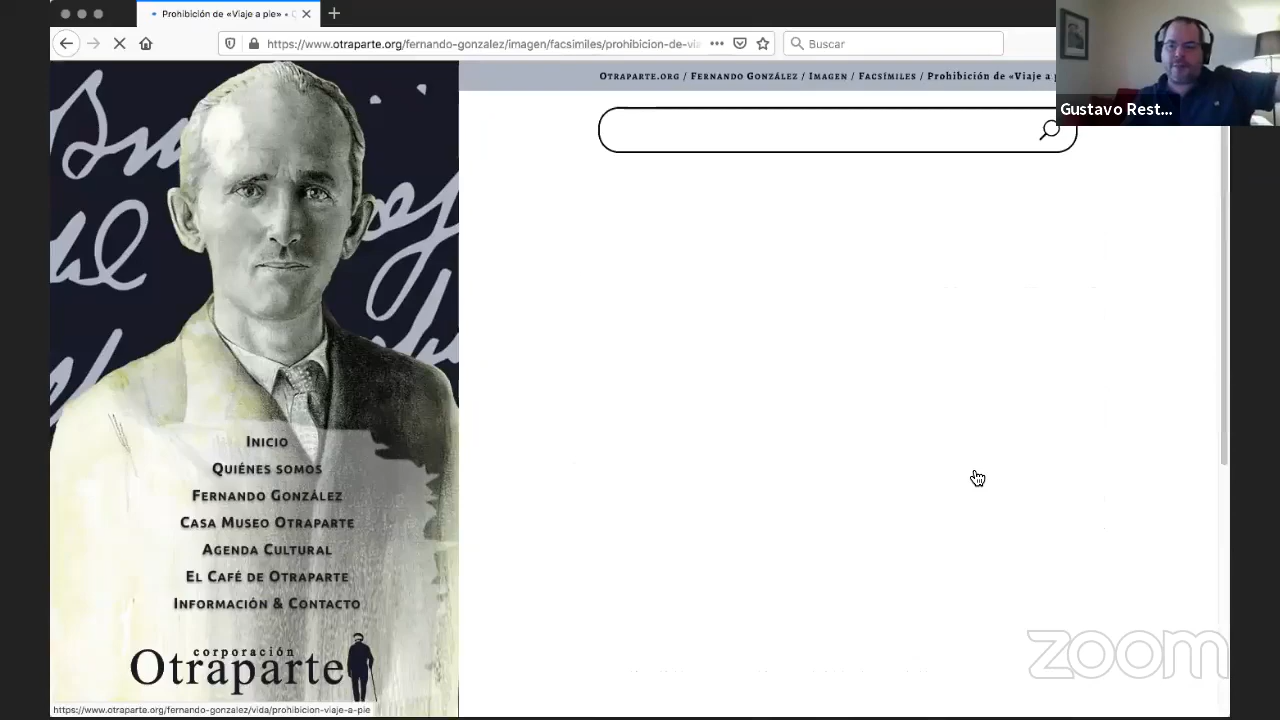 Prohibición de «Viaje a pie» •
https://www.otraparte.org/fernando-gonzalez/imagen/facsimiles/prohibicion-de-via
Buscar
Otraparte.org / Fernando González / Imagen / Facsímiles / Prohibición de «Viaje a
Gustavo Rest...
Inicio
Quiénes somos
Fernando González
Casa Museo Otraparte
Agenda Cultural
El Café de Otraparte
Información & Contacto
corporación
Otraparte
zoom
https://www.otraparte.org/fernando-gonzalez/vida/prohibicion-viaje-a-pie